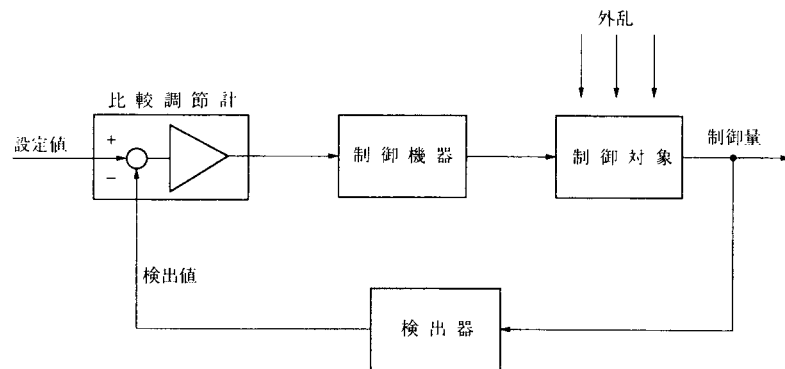 外乱
比較調節計
設定値
+
−
制御機器
制御対象
制御量
検出値
検出器